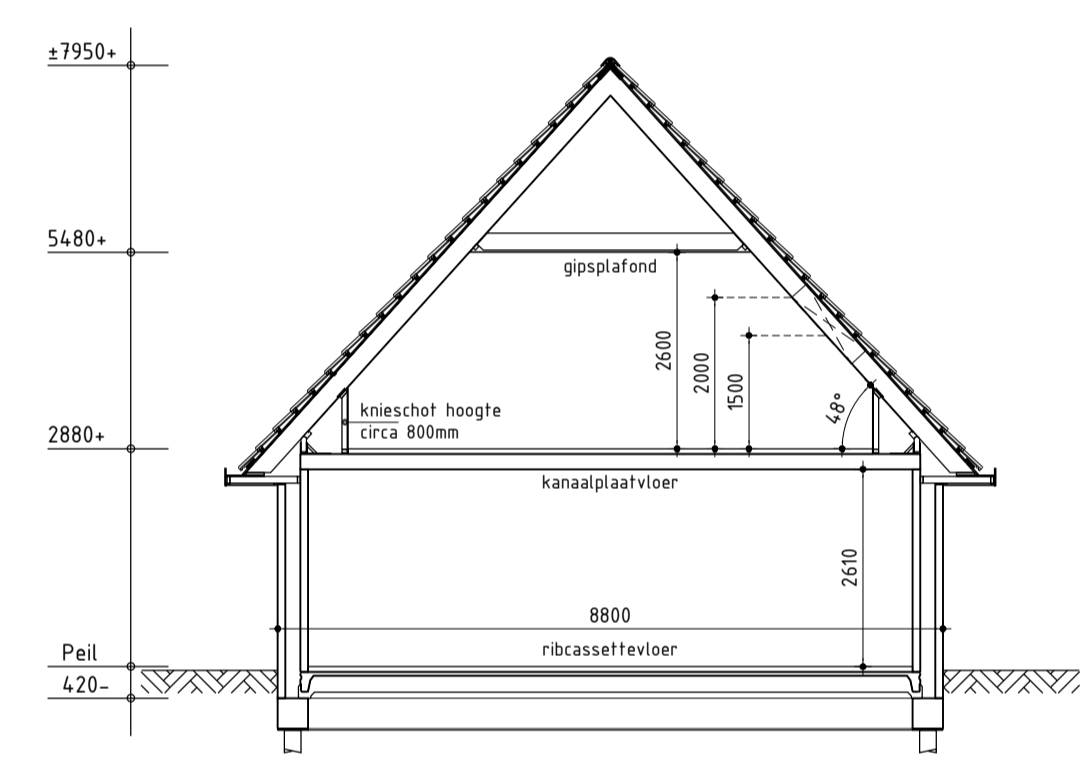 ±7950+
5480+
gipsplafond
2600
2000
1500
48°
knieschot hoogte
circa 800mm
2880+
kanaalplaatvloer
2610
8800
ribcassettevloer
Peil
420-